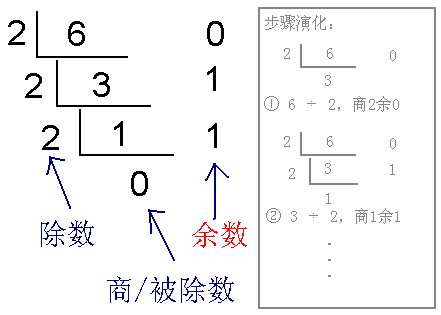 2 6 0
2 3 1
2 1 1
0
除数
余数
商/被除数
步骤演化：
2 6 0
3
① 6 ÷ 2，商2余0
2 6 0
2 3 1
1
② 3 ÷ 2，商1余1